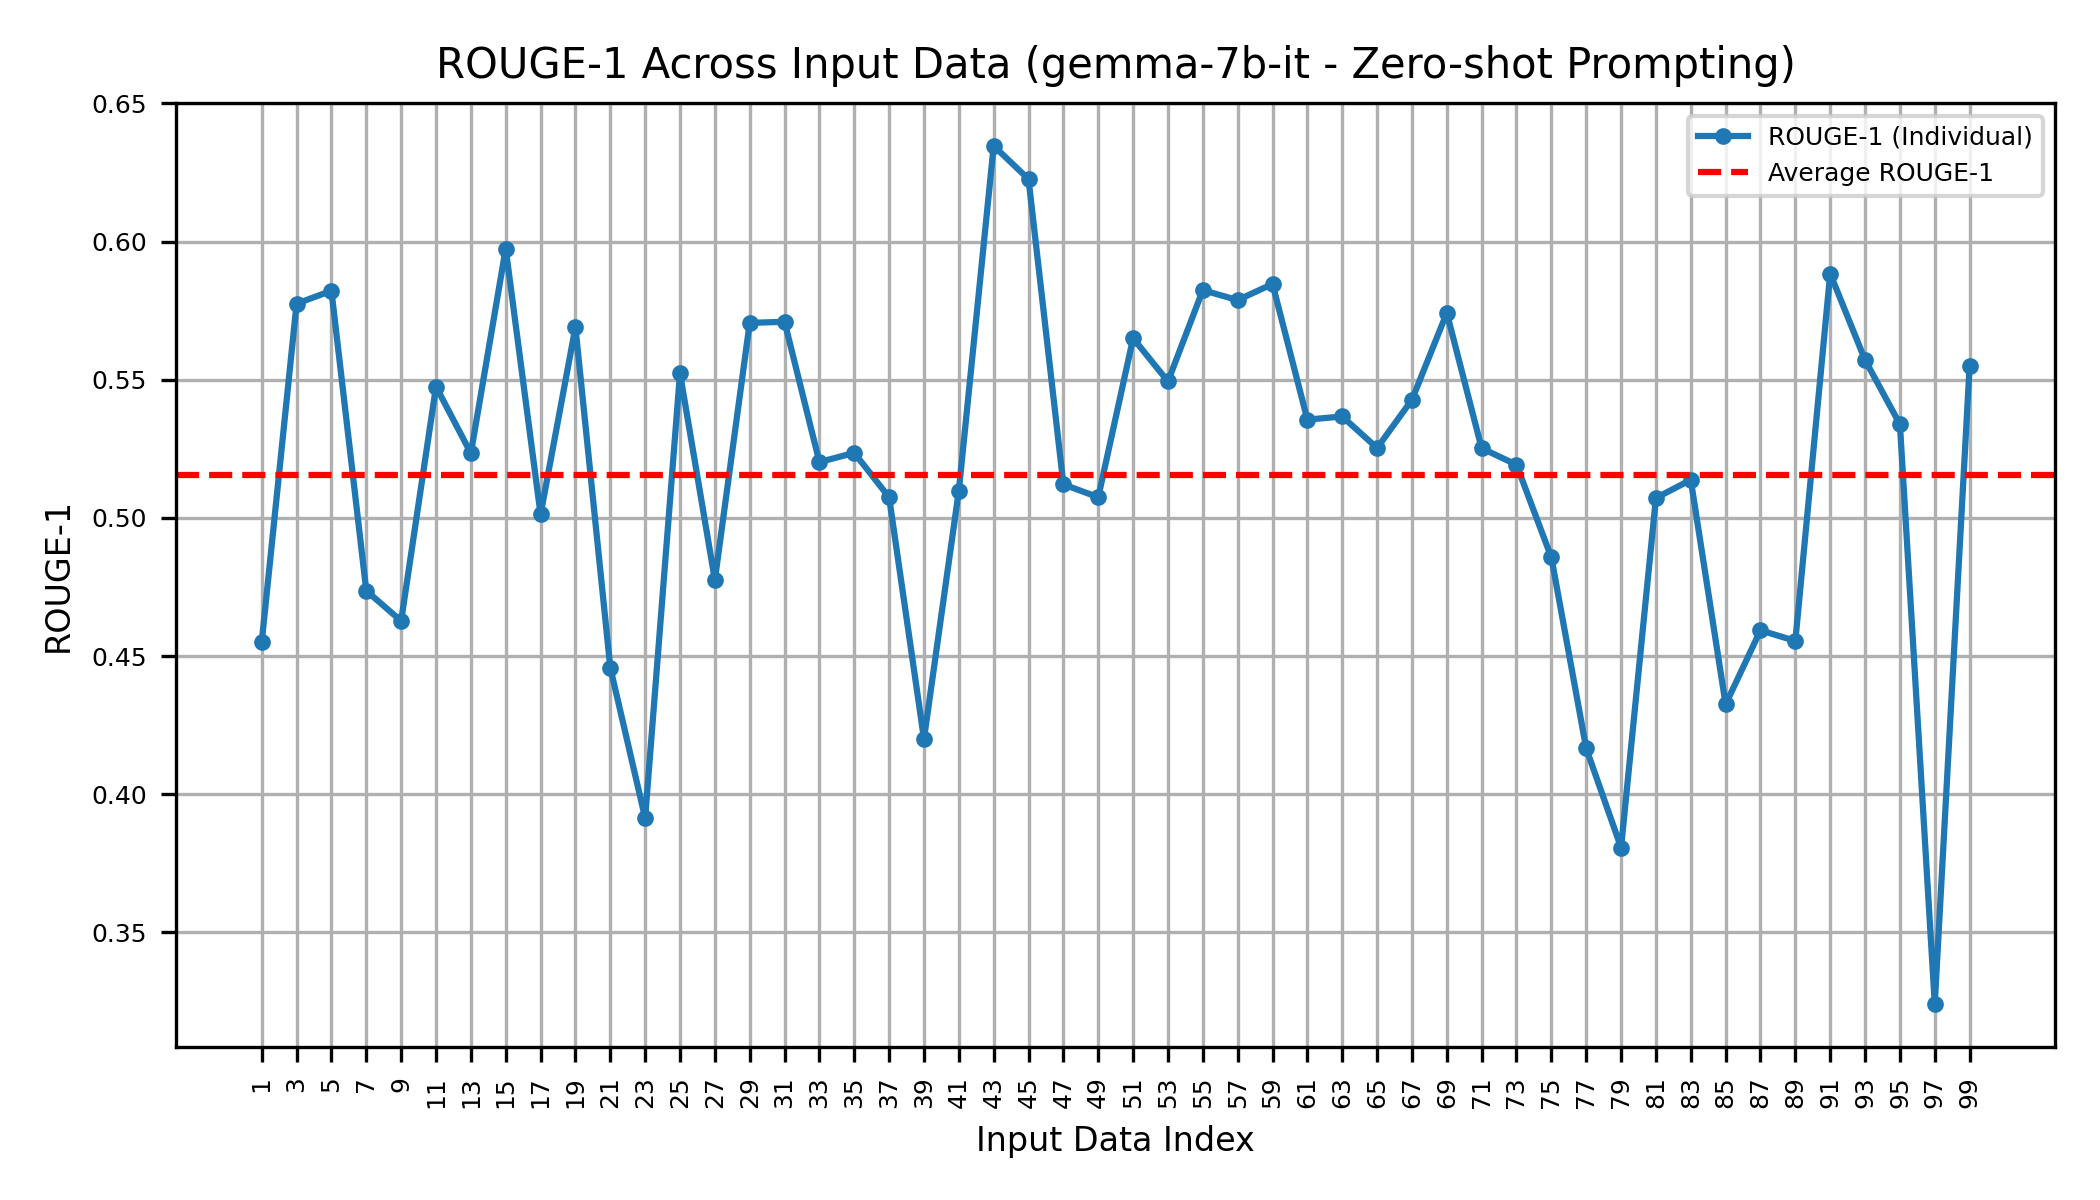 ROUGE-1 Across Input Data (gemma-7b-it - Zero-shot Prompting)
ROUGE-1 (Individual)
Average ROUGE-1
0.65
0.60
0.55
0.50
0.45
0.40
0.35
ROUGE-1
1 3 5 7 9 11 13 15 17 19 21 23 25 27 29 31 33 35 37 39 41 43 45 47 49 51 53 55 57 59 61 63 65 67 69 71 73 75 77 79 81 83 85 87 89 91 93 95 97 99
Input Data Index